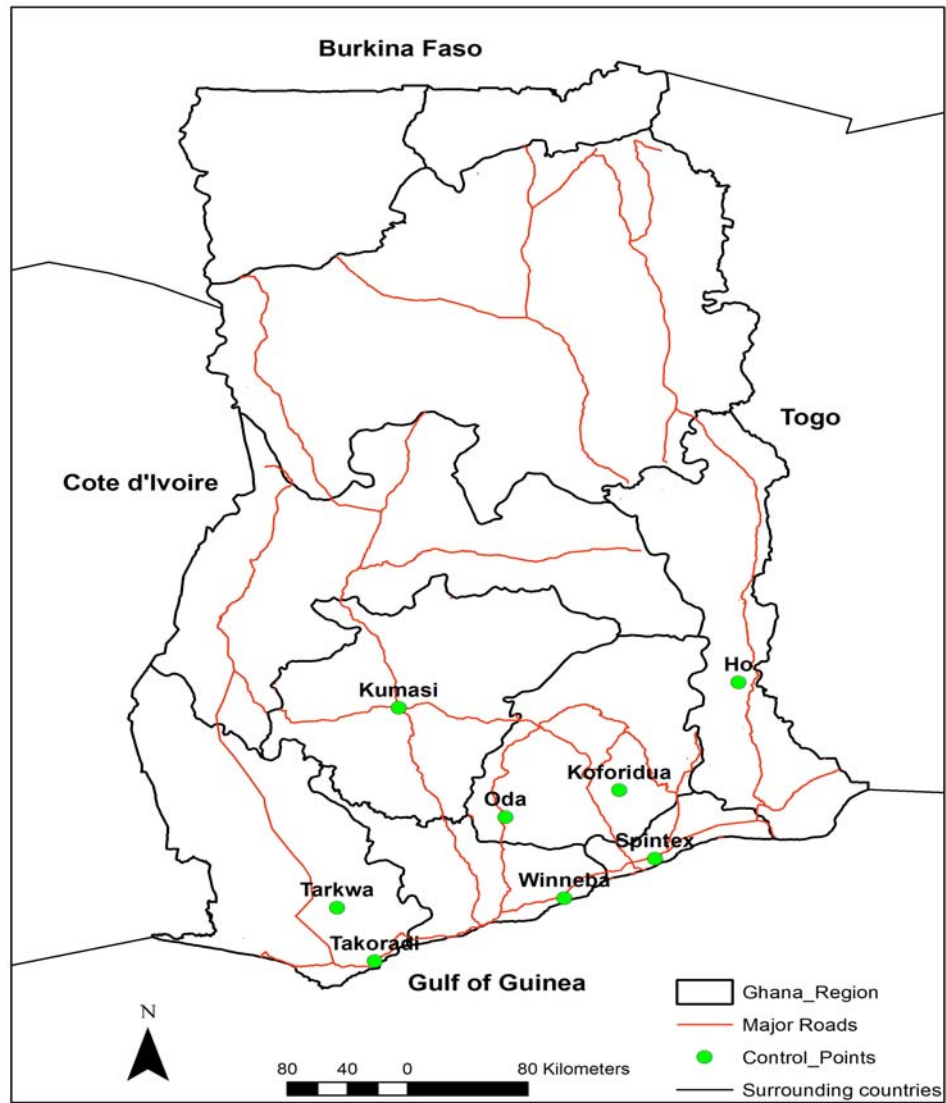 Burkina Faso
Togo
Cote d'Ivoire
Ho
Kumasi
Koforidua
Oda
Spintex
Winneba
Tarkwa
Takoradi
Gulf of Guinea
Ghana_Region
N
Major Roads
Control_Points
80 40 0 80 Kilometers
Surrounding countries